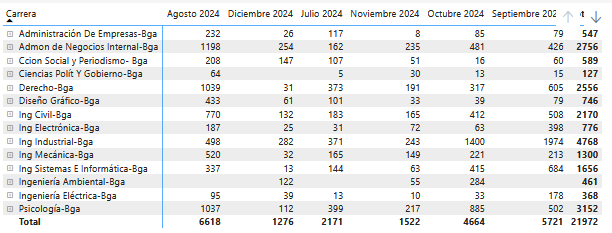 Carrera Agosto 2024 Diciembre 2024 Julio 2024 Noviembre 2024 Octubre 2024 Septiembre 202
Administración De Empresas-Bga 232 26 117 8 85 79 547
Admon de Negocios Internal-Bga 1198 254 162 235 481 426 2756
Ccion Social y Periodismo- Bga 208 147 107 51 16 60 589
Ciencias Polít Y Gobierno-Bga 64 5 30 13 15 127
Derecho-Bga 1039 31 373 191 317 605 2556
Diseño Gráfico-Bga 433 61 101 33 39 79 746
Ing Civil-Bga 770 132 183 165 412 508 2170
Ing Electrónica-Bga 187 25 31 72 63 398 776
Ing Industrial-Bga 498 282 371 243 1400 1974 4768
Ing Mecánica-Bga 520 32 165 149 221 213 1300
Ing Sistemas E Informática-Bga 337 13 144 63 415 684 1656
Ingeniería Ambiental-Bga 122 55 284 461
Ingeniería Eléctrica-Bga 95 39 13 10 33 178 368
Psicología-Bga 1037 112 399 217 885 502 3152
Total 6618 1276 2171 1522 4664 5721 21972